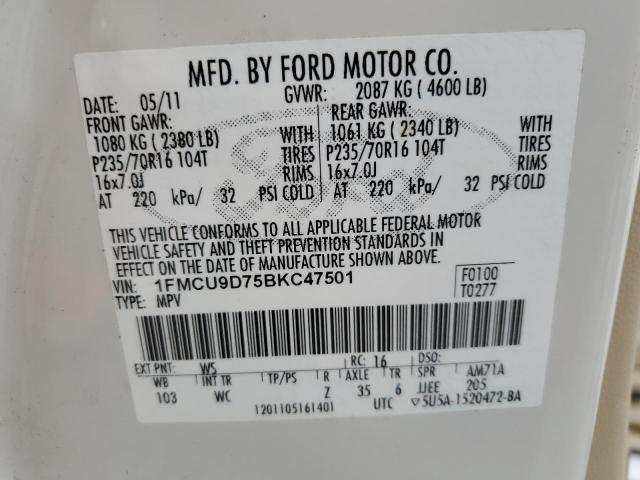 MFD. BY FORD MOTOR CO.
DATE: 05/11 GVWR: 2087 KG ( 4600 LB)
FRONT GAWR: REAR GAWR:
1080 KG ( 2380 LB) WITH 1061 KG ( 2340 LB) WITH
P235/70R16 104T TIRES P235/70R16 104T TIRES
16x7.0J RIMS 16x7.0J RIMS
AT 220 kPa/ 32 PSI COLD AT 220 kPa/ 32 PSI COLD
THIS VEHICLE CONFORMS TO ALL APPLICABLE FEDERAL MOTOR
VEHICLE SAFETY AND THEFT PREVENTION STANDARDS IN
EFFECT ON THE DATE OF MANUFACTURE SHOWN ABOVE.
VIN: 1FMCU9D75BKC47501 F0100
TYPE: MPV T0277
EXT PNT: WS RC: 16 DSO:
WB INT TR TP/PS R AXLE TR SPR AM71A
103 WC Z 35 6 JJEE 205
1201105161401 UTC ▽5U5A-1520472-BA